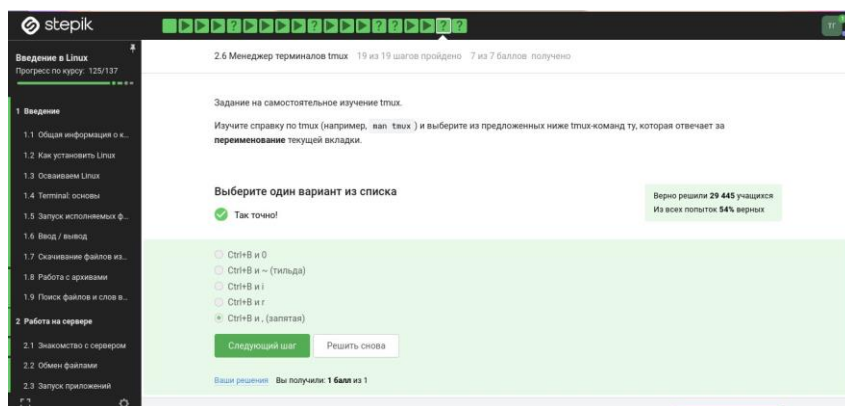 stepik
ТГ
Введение в Linux
Прогресс по курсу: 125/137
1 Введение
1.1 Общая информация о к...
1.2 Как установить Linux
1.3 Осваиваем Linux
1.4 Terminal: основы
1.5 Запуск исполняемых ф...
1.6 Ввод / вывод
1.7 Скачивание файлов из...
1.8 Работа с архивами
1.9 Поиск файлов и слов в...
2 Работа на сервере
2.1 Знакомство с сервером
2.2 Обмен файлами
2.3 Запуск приложений
2.6 Менеджер терминалов tmux 19 из 19 шагов пройдено 7 из 7 баллов получено
Задание на самостоятельное изучение tmux.
Изучите справку по tmux (например, man tmux ) и выберите из предложенных ниже tmux-команд ту, которая отвечает за
переименование текущей вкладки.
Выберите один вариант из списка
Так точно!
Верно решили 29 445 учащихся
Из всех попыток 54% верных
Ctrl+B и 0
Ctrl+B и ~ (тильда)
Ctrl+B и i
Ctrl+B и r
Ctrl+B и , (запятая)
Следующий шаг Решить снова
Ваши решения Вы получили: 1 балл из 1